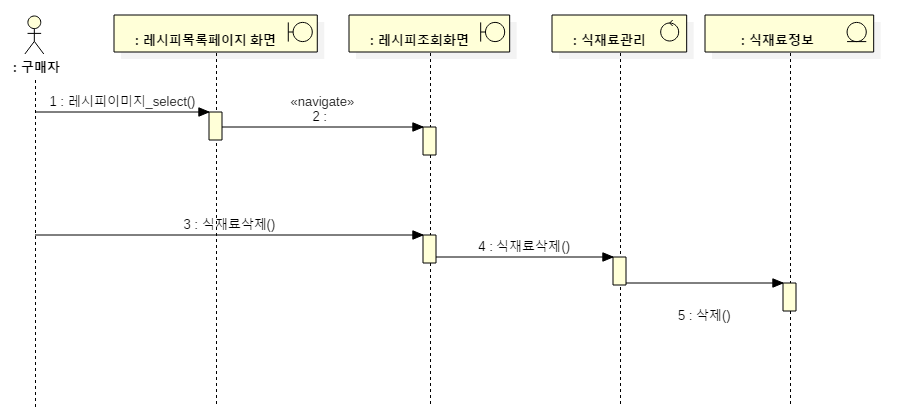 : 구매자
: 레시피목록페이지 화면
: 레시피조회화면
: 식재료관리
: 식재료정보
1 : 레시피이미지_select()
«navigate»
2 :
3 : 식재료삭제()
4 : 식재료삭제()
5 : 삭제()